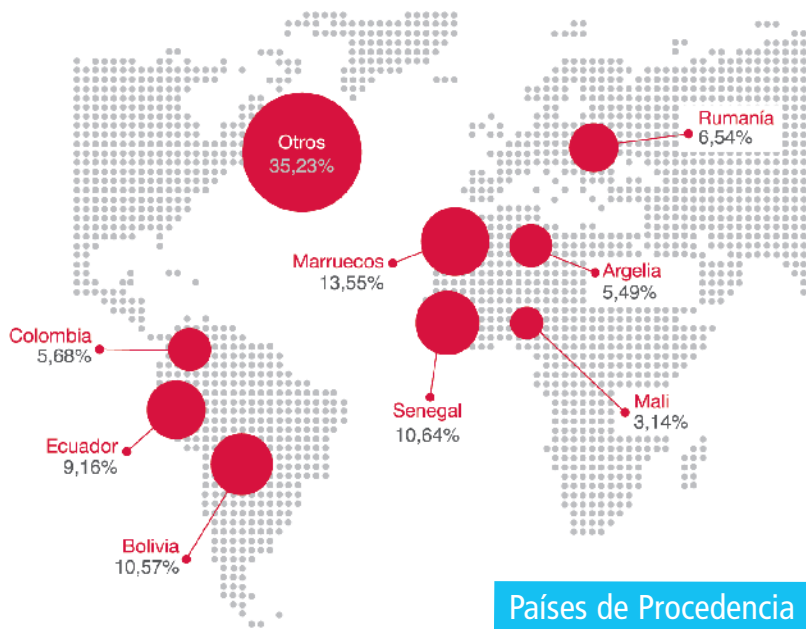 Otros
35,23%
Rumanía
6,54%
Marruecos
13,55%
Argelia
5,49%
Colombia
5,68%
Senegal
10,64%
Mali
3,14%
Ecuador
9,16%
Bolivia
10,57%
Países de Procedencia